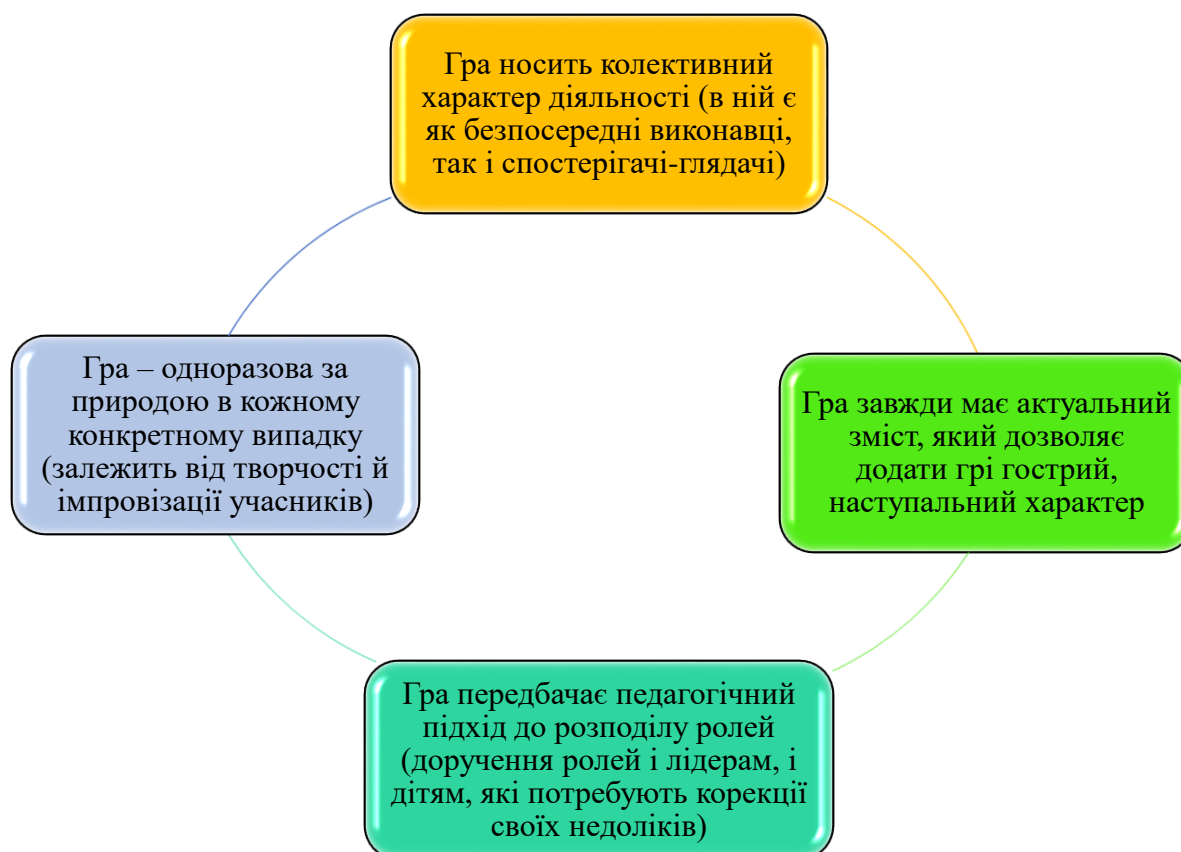 Гра носить колективний
характер діяльності (в ній є
як безпосередні виконавці,
так і спостерігачі-глядачі)
Гра – одноразова за
природою в кожному
конкретному випадку
(залежить від творчості й
імпровізації учасників)
Гра завжди має актуальний
зміст, який дозволяє
додати грі гострий,
наступальний характер
Гра передбачає педагогічний
підхід до розподілу ролей
(доручення ролей і лідерам, і
дітям, які потребують корекції
своїх недоліків)